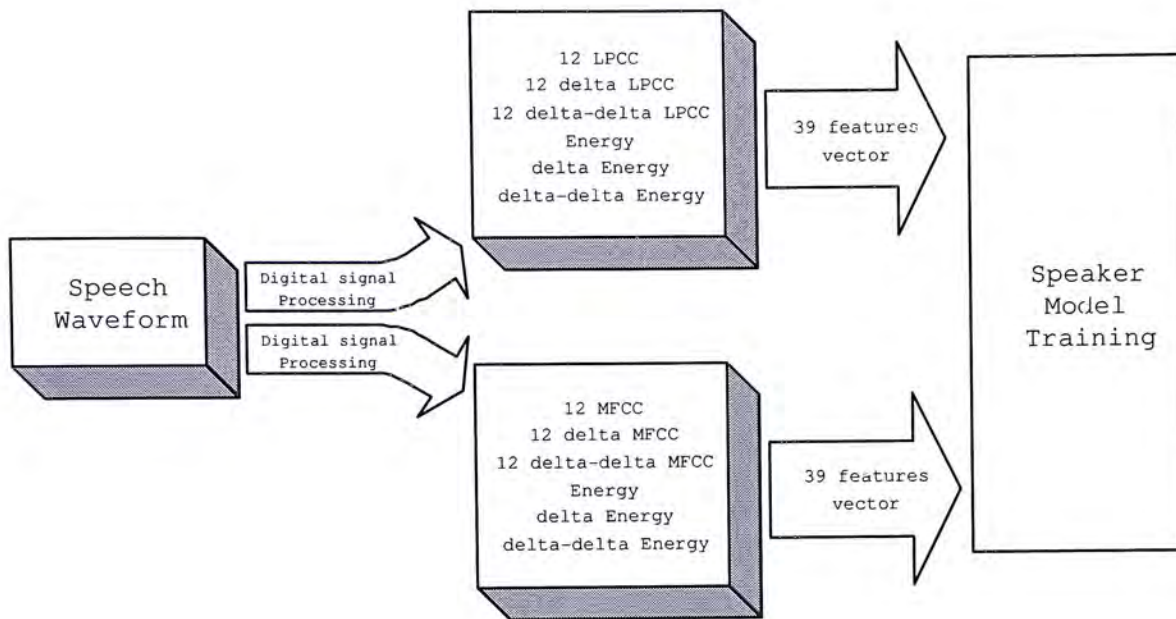 Speech
Waveform
Digital signal
Processing
Digital signal
Processing
12 LPCC
12 delta LPCC
12 delta-delta LPCC
Energy
delta Energy
delta-delta Energy
39 features
vector
12 MFCC
12 delta MFCC
12 delta-delta MFCC
Energy
delta Energy
delta-delta Energy
39 features
vector
Speaker
Model
Training